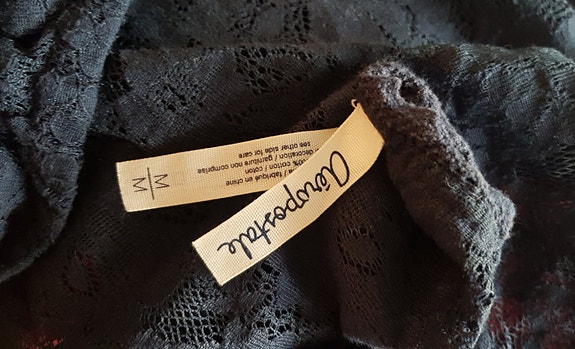 aéropostale
M/M
fabriqué en chine
% cotton / coton
decoration / garniture non comprise
see other side for care